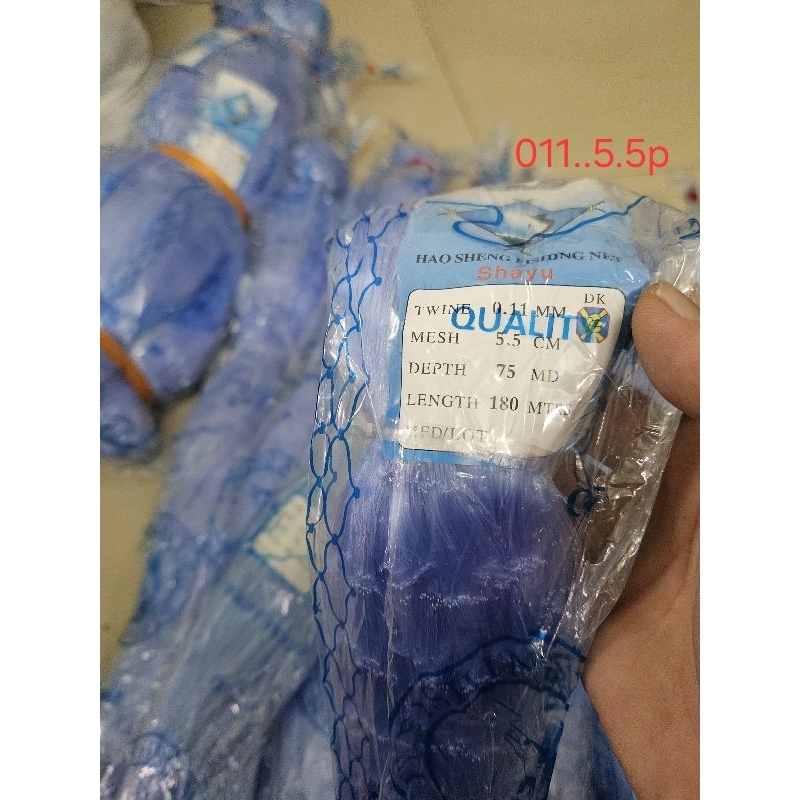 011..5.5p
HAO SHENG FISHING NET
Shayu
DK
TWINE 0.11 MM
QUALITY
MESH 5.5 CM
DEPTH 75 MD
LENGTH 180 MTRS